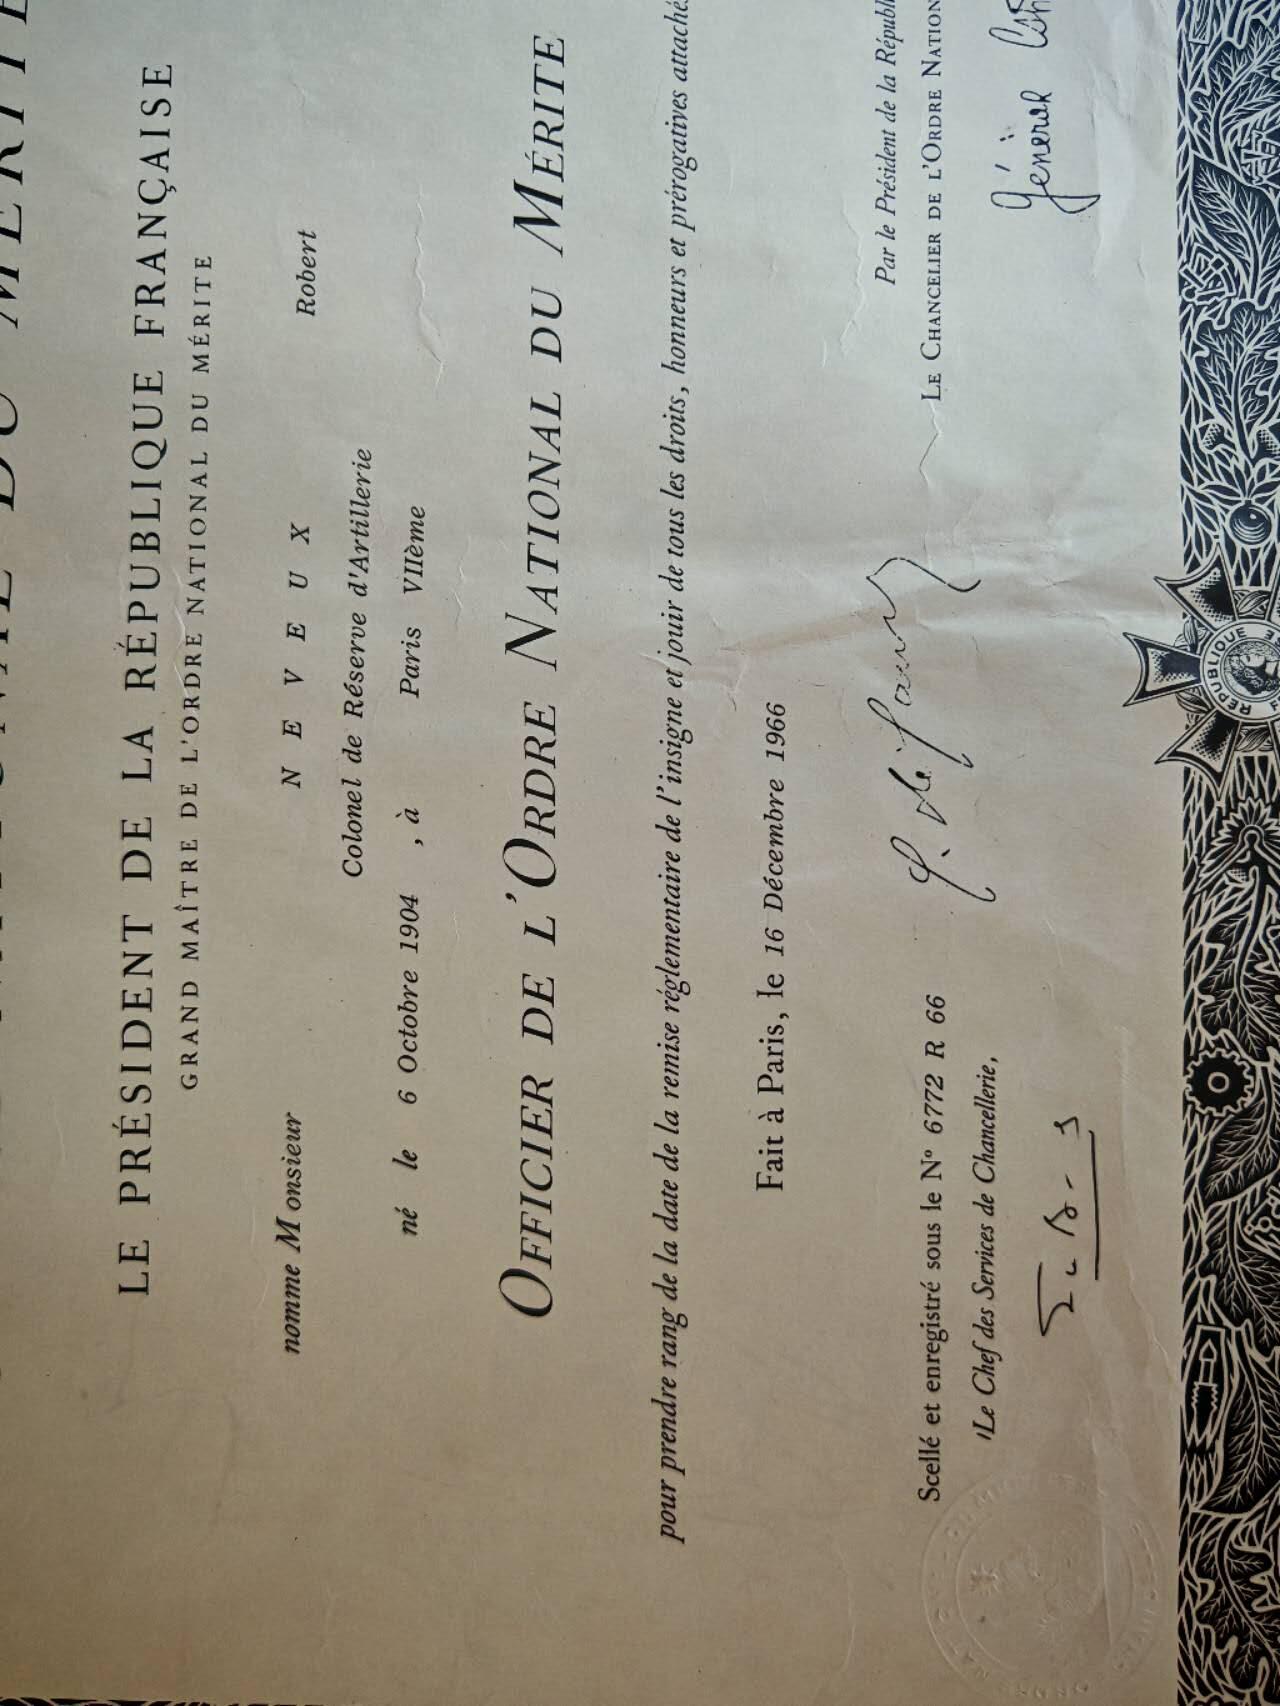 DU MÉRITE
LE PRÉSIDENT DE LA RÉPUBLIQUE FRANÇAISE
GRAND MAÎTRE DE L'ORDRE NATIONAL DU MÉRITE
nomme Monsieur N E V E U X Robert
Colonel de Réserve d'Artillerie
né le 6 Octobre 1904 , à Paris VIIème
OFFICIER DE L'ORDRE NATIONAL DU MÉRITE
pour prendre rang de la date de la remise réglementaire de l'insigne et jouir de tous les droits, honneurs et prérogatives attachés
Fait à Paris, le 16 Décembre 1966
Par le Président de la Républ
Scellé et enregistré sous le Nº 6772 R 66
LE CHANCELIER DE L'ORDRE NATION
Le Chef des Services de Chancellerie,
Général
RÉPUBLIQUE